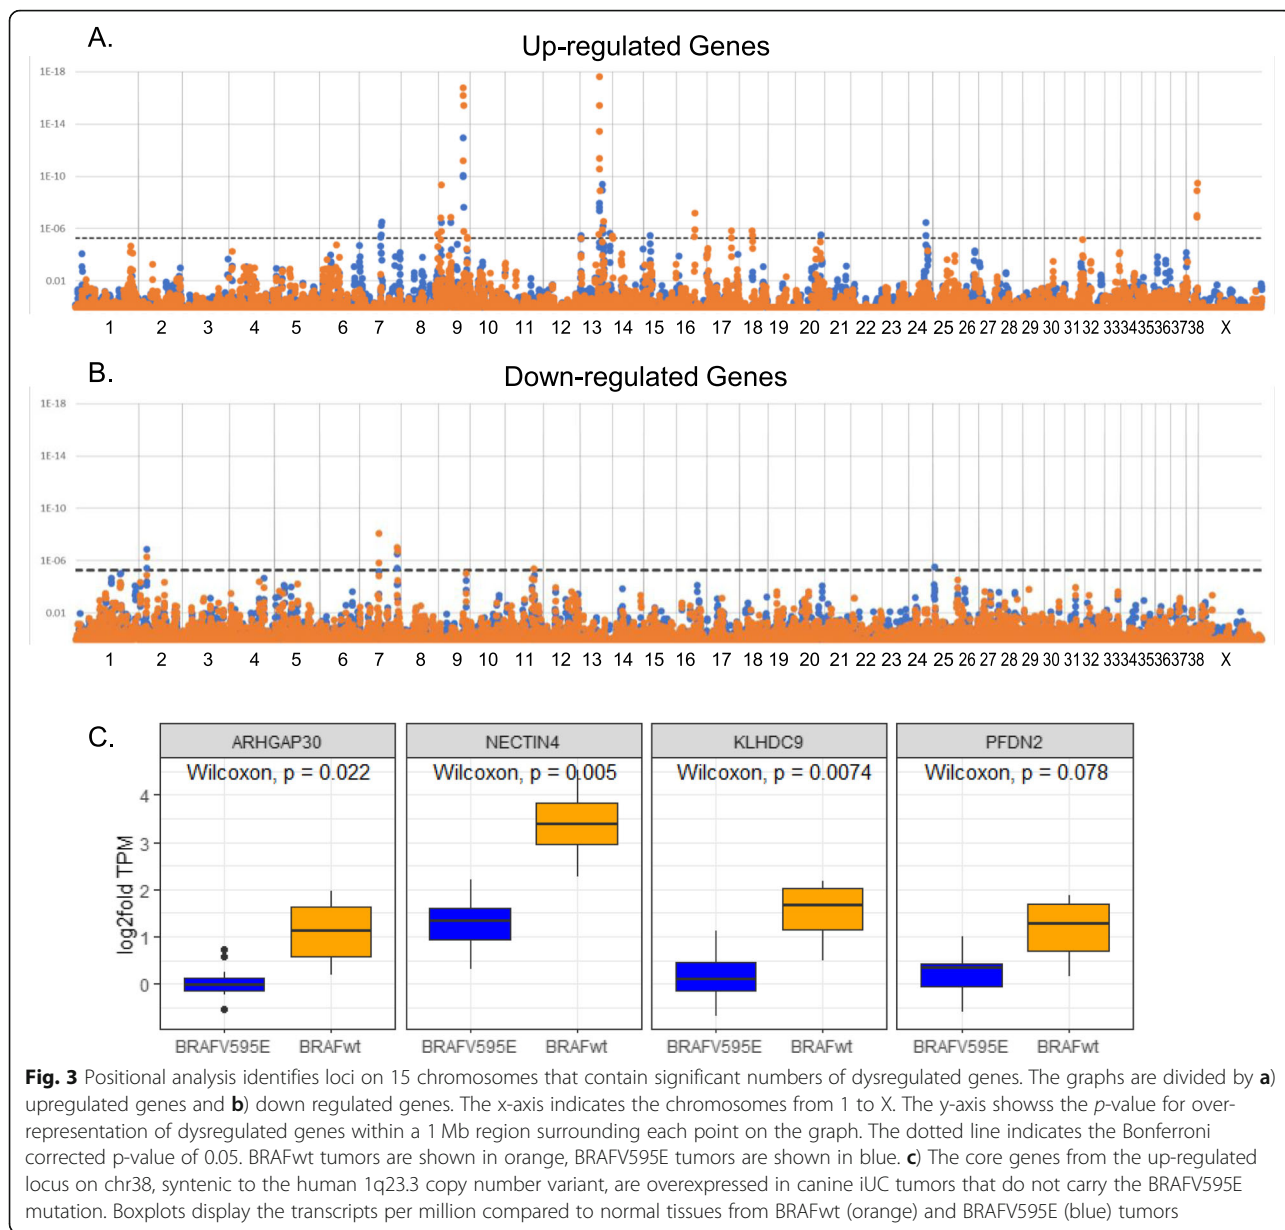 A.
Up-regulated Genes
1E-18
1E-14
1E-10
1E-06
0.01
1 2 3 4 5 6 7 8 9 10 11 12 13 14 15 16 17 18 19 20 21 22 23 24 25 26 27 28 29 30 31 32 33 34 35 36 37 38 X
B.
Down-regulated Genes
1E-18
1E-14
1E-10
1E-06
0.01
1 2 3 4 5 6 7 8 9 10 11 12 13 14 15 16 17 18 19 20 21 22 23 24 25 26 27 28 29 30 31 32 33 34 35 36 37 38 X
C.
ARHGAP30 NECTIN4 KLHDC9 PFDN2
Wilcoxon, p = 0.022 Wilcoxon, p = 0.005 Wilcoxon, p = 0.0074 Wilcoxon, p = 0.078
log2fold TPM
4
3
2
1
0
BRAFV595E BRAFwt BRAFV595E BRAFwt BRAFV595E BRAFwt BRAFV595E BRAFwt
Fig. 3 Positional analysis identifies loci on 15 chromosomes that contain significant numbers of dysregulated genes. The graphs are divided by a)
upregulated genes and b) down regulated genes. The x-axis indicates the chromosomes from 1 to X. The y-axis showss the p-value for over-
representation of dysregulated genes within a 1 Mb region surrounding each point on the graph. The dotted line indicates the Bonferroni
corrected p-value of 0.05. BRAFwt tumors are shown in orange, BRAFV595E tumors are shown in blue. c) The core genes from the up-regulated
locus on chr38, syntenic to the human 1q23.3 copy number variant, are overexpressed in canine iUC tumors that do not carry the BRAFV595E
mutation. Boxplots display the transcripts per million compared to normal tissues from BRAFwt (orange) and BRAFV595E (blue) tumors